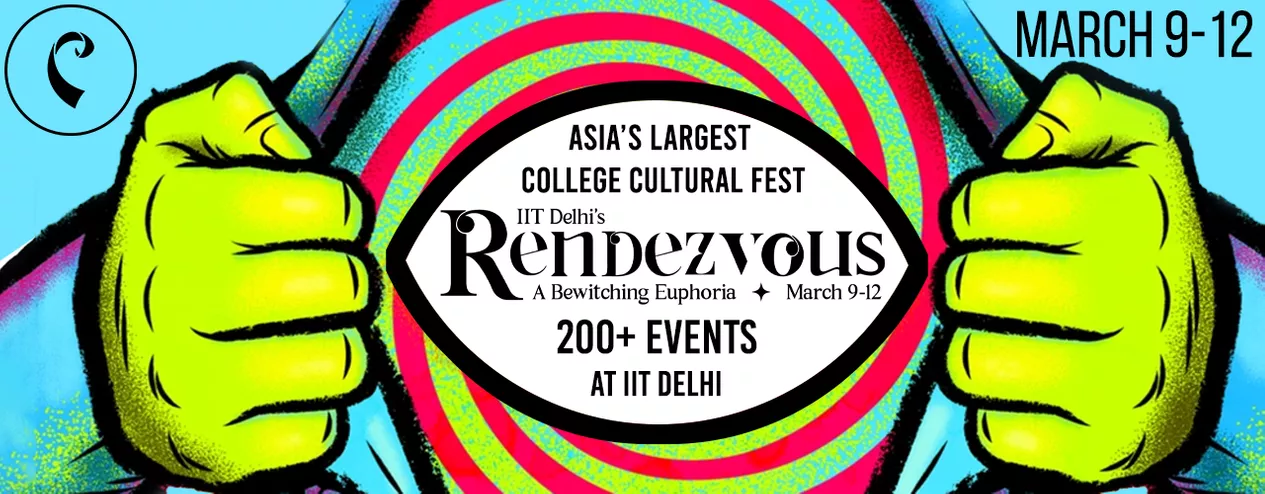 MARCH 9-12
ASIA'S LARGEST
COLLEGE CULTURAL FEST
IIT Delhi's
Rendezvous
A Bewitching Euphoria ✦ March 9-12
200+ EVENTS
AT IIT DELHI